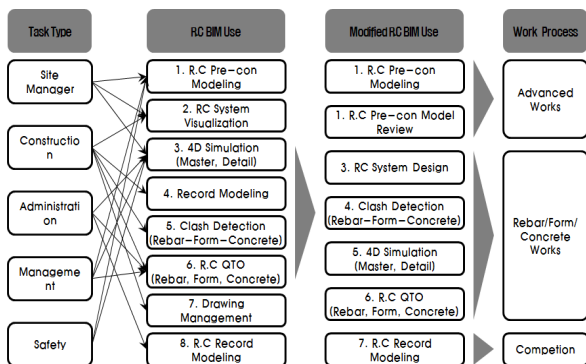 Task Type
R.C BIM Use
Modified R.C BIM Use
Work Process
Site
Manager
Constructio
n
Administrati
on
Manageme
nt
Safety
1. R.C Pre-con
Modeling
2. RC System
Visualization
3. 4D Simulation
(Master, Detail)
4. Record Modeling
5. Clash Detection
(Rebar-Form-Concrete)
6. R.C QTO
(Rebar, Form, Concrete)
7. Drawing
Management
8. R.C Record
Modeling
1. R.C Pre-con
Modeling
1. R.C Pre-con Model
Review
3. RC System Design
4. Clash Detection
(Rebar-Form-Concrete)
5. 4D Simulation
(Master, Detail)
6. R.C QTO
(Rebar, Form, Concrete)
7. R.C Record
Modeling
Advanced
Works
Rebar/Form/
Concrete
Works
Competion